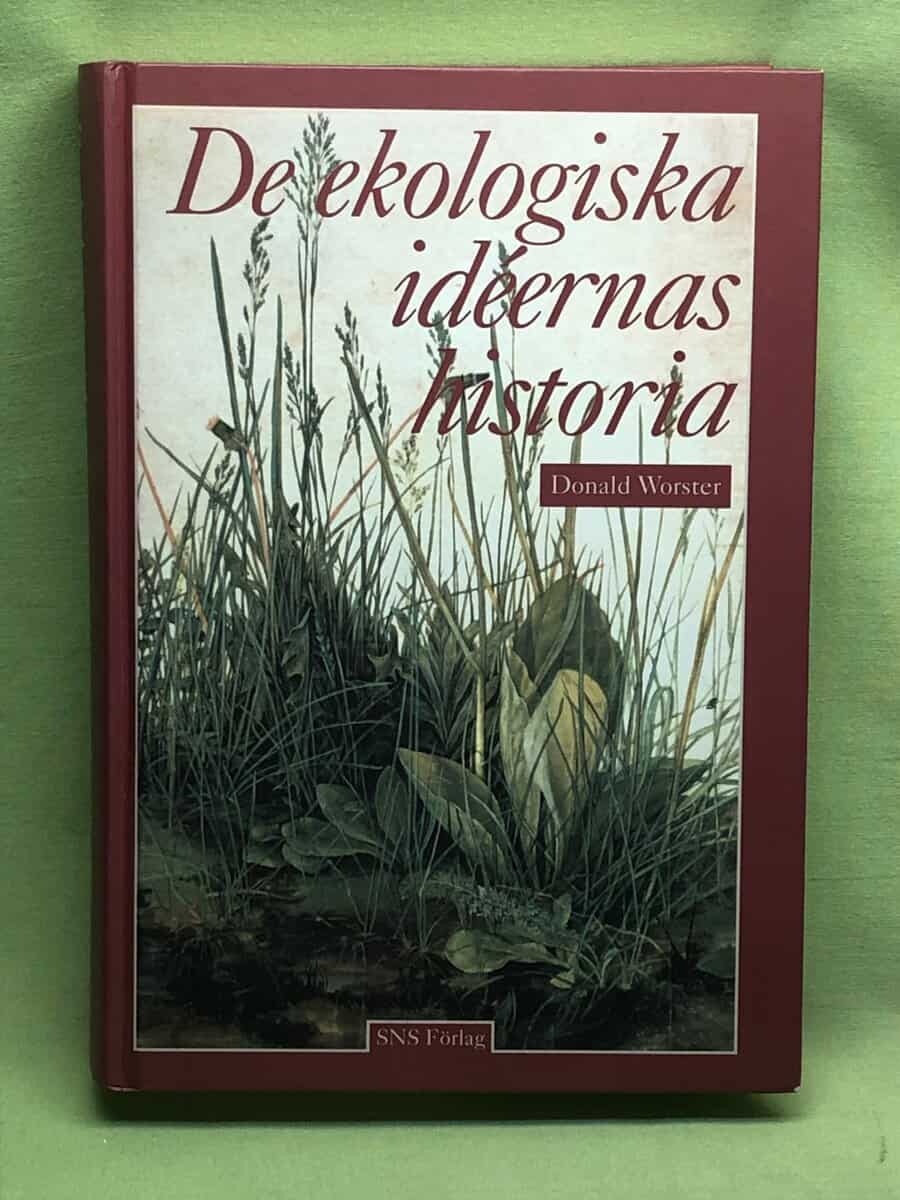 De ekologiska
idéernas
historia
Donald Worster
SNS Förlag